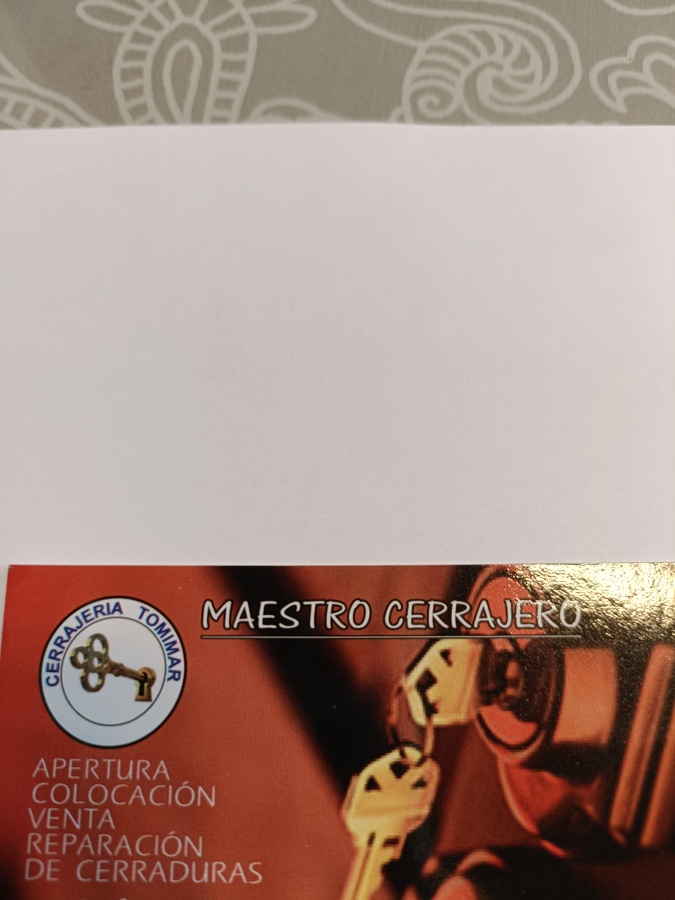 MAESTRO CERRAJERO
CERRAJERIA TOMIMAR
APERTURA
COLOCACIÓN
VENTA
REPARACIÓN
DE CERRADURAS